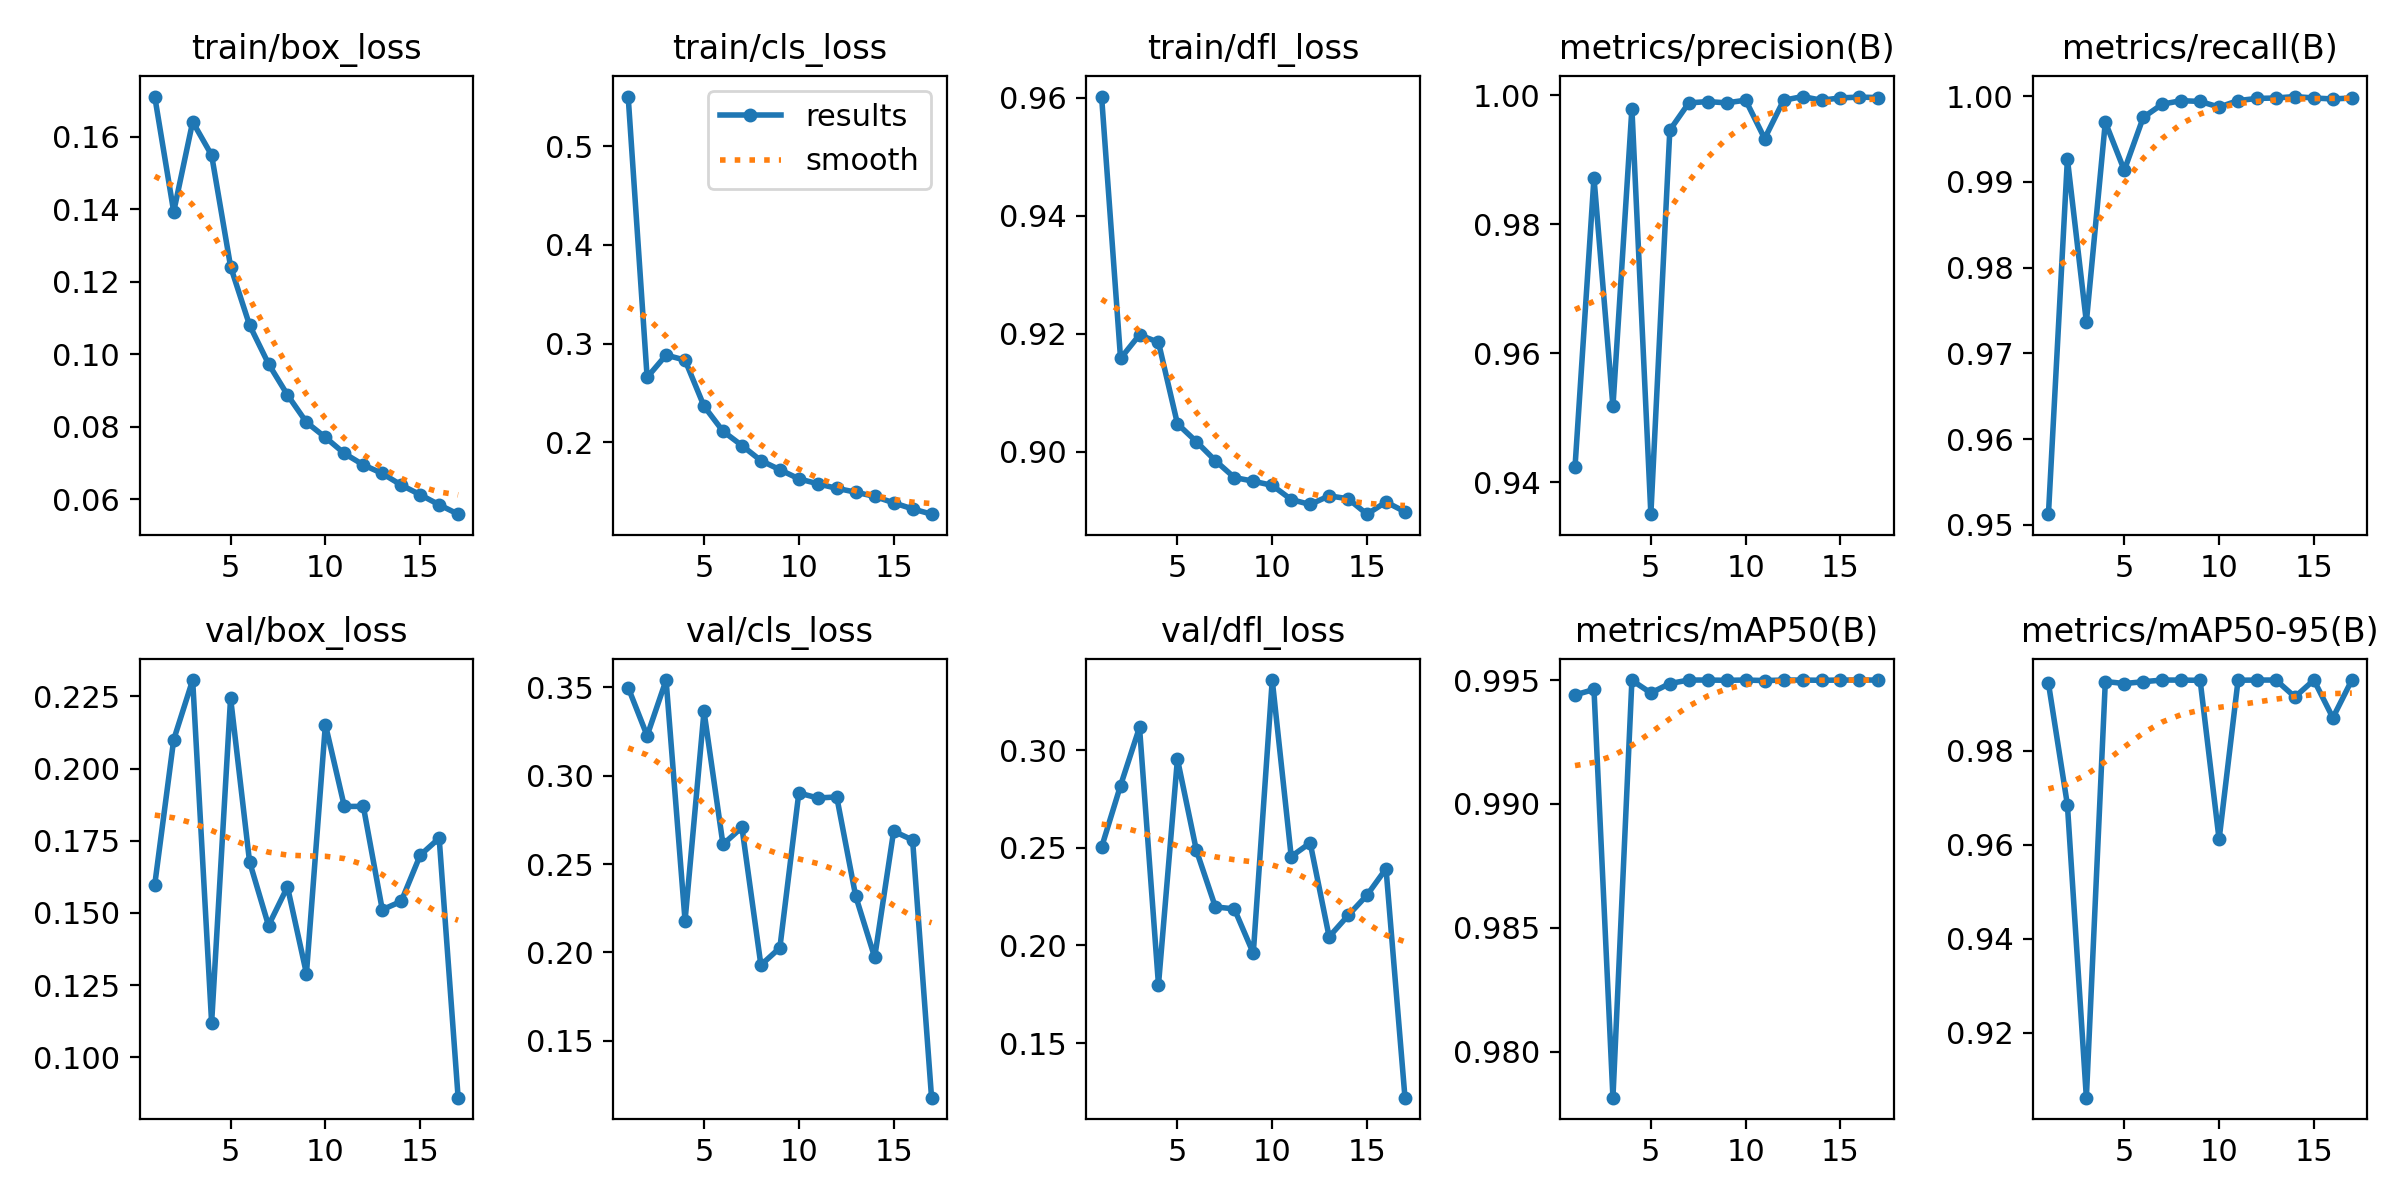 train/box_loss
0.16
0.14
0.12
0.10
0.08
0.06
5 10 15
train/cls_loss
results
smooth
0.5
0.4
0.3
0.2
5 10 15
train/dfl_loss
0.96
0.94
0.92
0.90
5 10 15
metrics/precision(B)
1.00
0.98
0.96
0.94
5 10 15
metrics/recall(B)
1.00
0.99
0.98
0.97
0.96
0.95
5 10 15
val/box_loss
0.225
0.200
0.175
0.150
0.125
0.100
5 10 15
val/cls_loss
0.35
0.30
0.25
0.20
0.15
5 10 15
val/dfl_loss
0.30
0.25
0.20
0.15
5 10 15
metrics/mAP50(B)
0.995
0.990
0.985
0.980
5 10 15
metrics/mAP50-95(B)
0.98
0.96
0.94
0.92
5 10 15